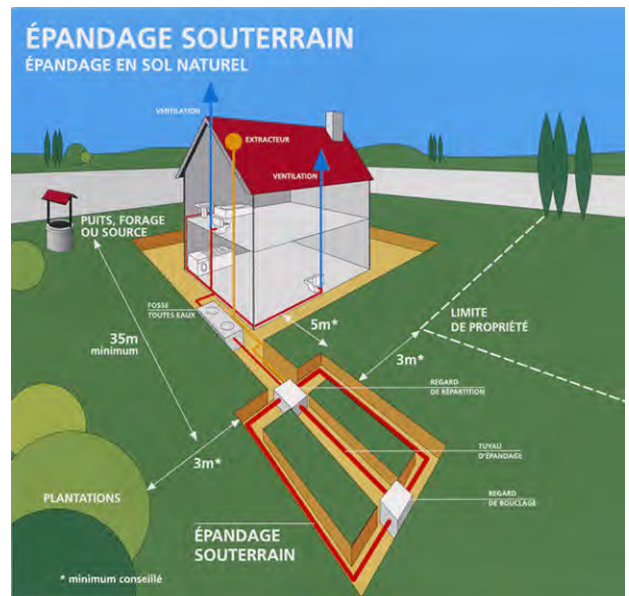 ÉPANDAGE SOUTERRAIN
ÉPANDAGE EN SOL NATUREL
VENTILATION
EXTRACTEUR
VENTILATION
PUITS, FORAGE
OU SOURCE
FOSSE
TOUTES EAUX
35m
minimum
5m*
LIMITE
DE PROPRIÉTÉ
3m*
REGARD
DE RÉPARTITION
TUYAU
D'ÉPANDAGE
3m*
PLANTATIONS
REGARD
DE BOUCLAGE
ÉPANDAGE
SOUTERRAIN
* minimum conseillé